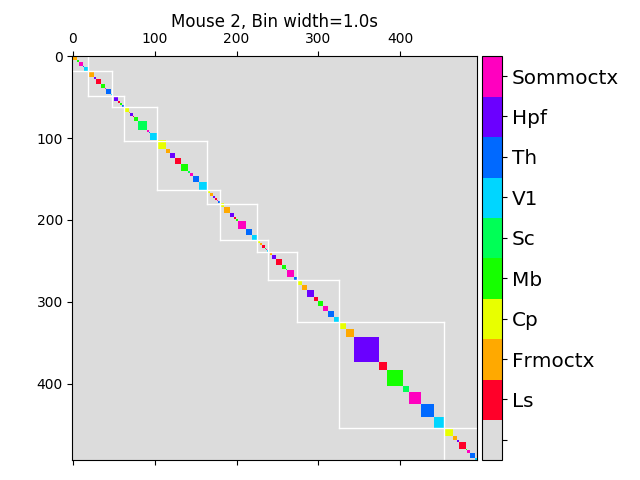 Mouse 2, Bin width=1.0s
0 100 200 300 400
0
100
200
300
400
Sommoctx
Hpf
Th
V1
Sc
Mb
Cp
Frmoctx
Ls